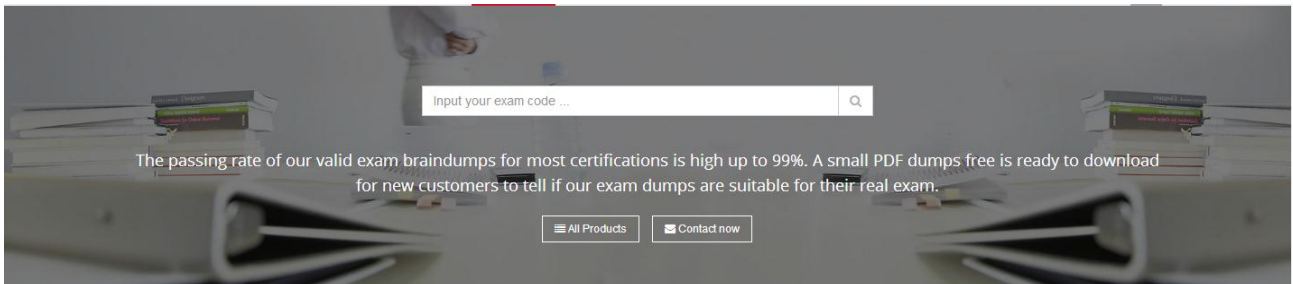 Input your exam code ...
The passing rate of our valid exam braindumps for most certifications is high up to 99%. A small PDF dumps free is ready to download
for new customers to tell if our exam dumps are suitable for their real exam.
All Products
Contact now